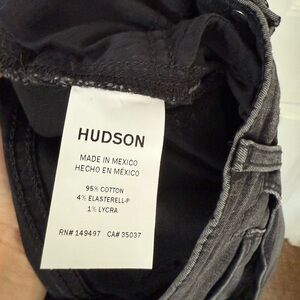 HUDSON
MADE IN MEXICO
HECHO EN MÉXICO
95% COTTON
4% ELASTERELL-P
1% LYCRA
RN# 149497 CA# 35037